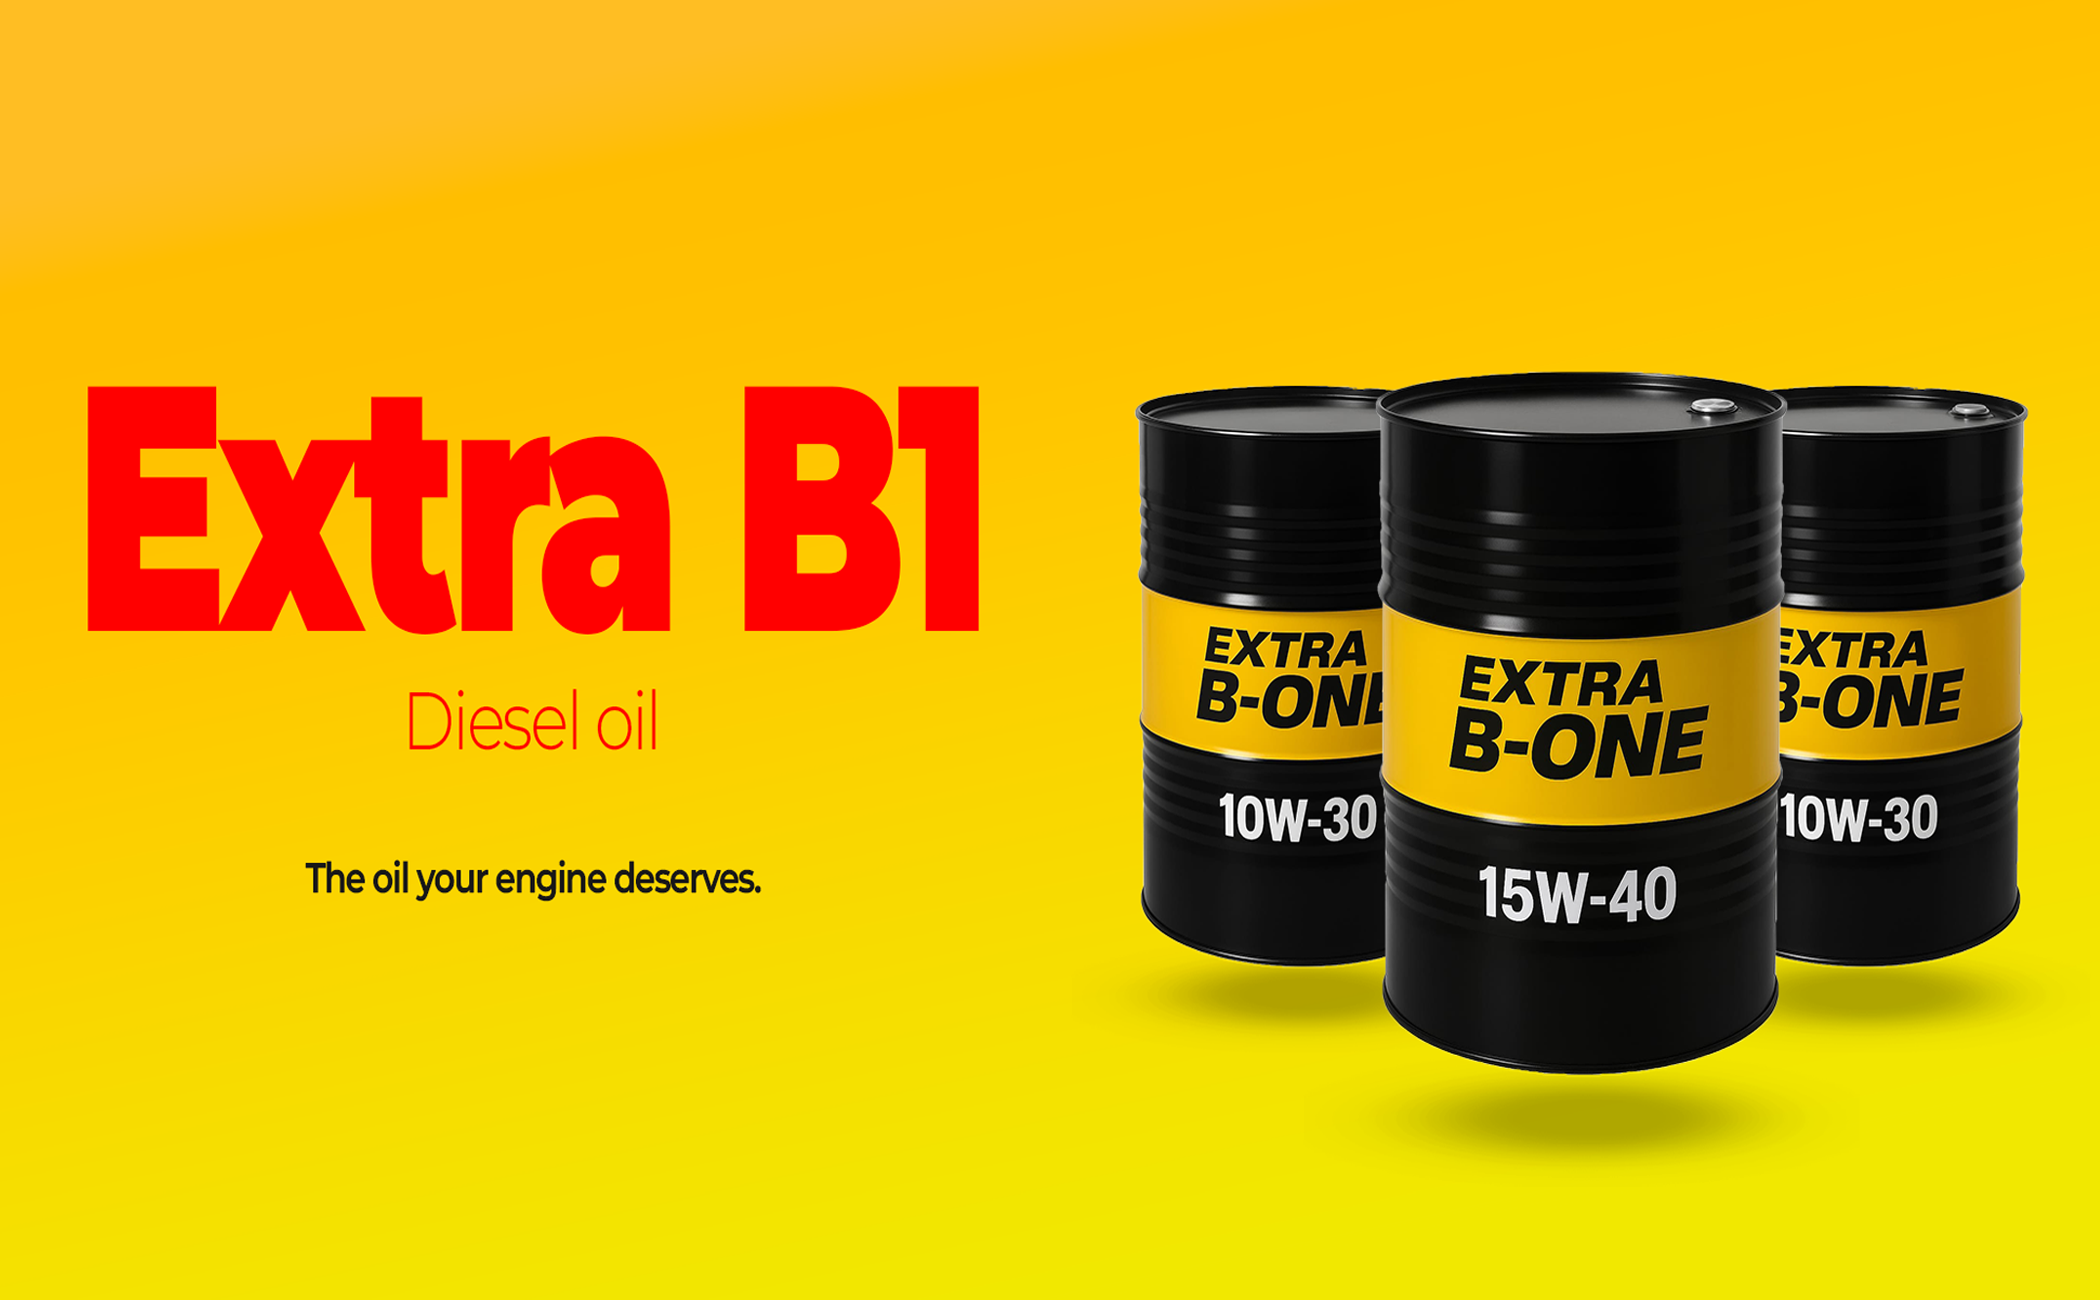 Extra B1
Diesel oil
The oil your engine deserves.
EXTRA
B-ONE
10W-30
EXTRA
B-ONE
15W-40
EXTRA
B-ONE
10W-30